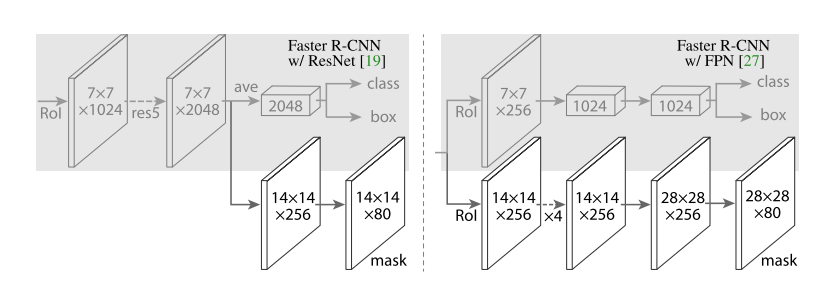 Faster R-CNN
w/ ResNet [19]
RoI
7×7
×1024
res5
7×7
×2048
ave
2048
class
box
14×14
×256
14×14
×80
mask
Faster R-CNN
w/ FPN [27]
RoI
7×7
×256
1024
1024
class
box
RoI
14×14
×256
×4
14×14
×256
28×28
×256
28×28
×80
mask